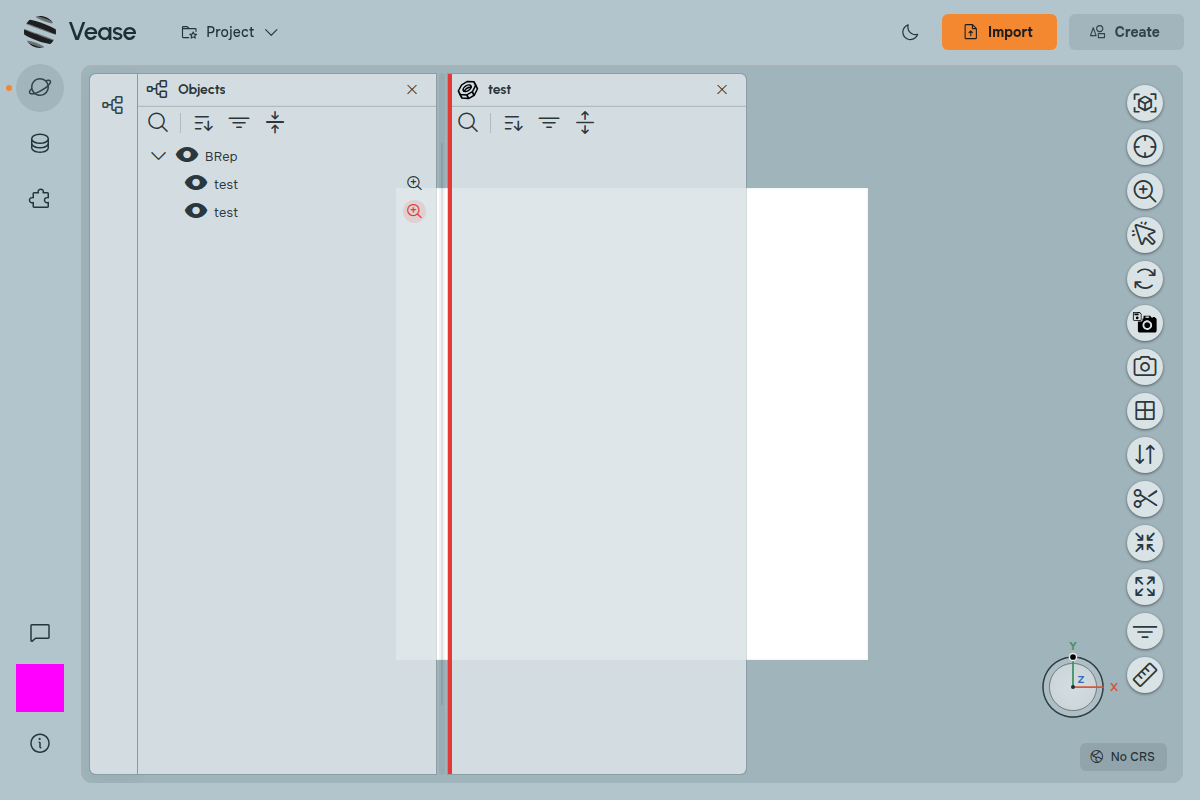 Vease
Project
Import
Create
Objects
test
BRep
test
test
Y
Z
X
No CRS